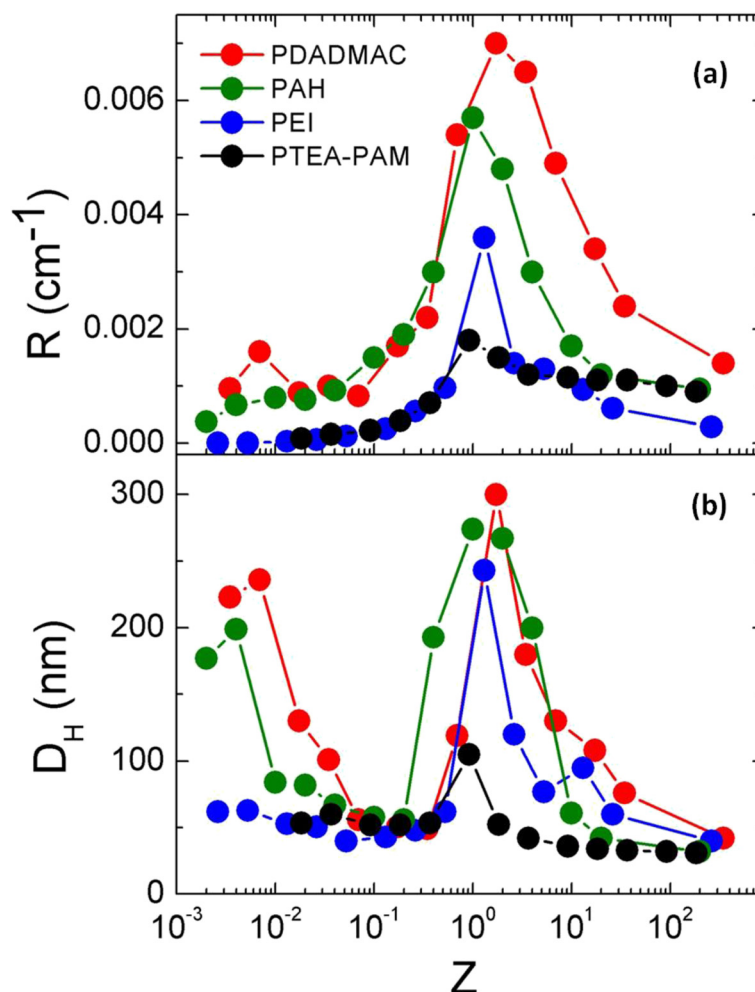 PDADMAC
PAH
PEI
PTEA-PAM
(a)
0.006
0.004
0.002
0.000
R (cm⁻¹)
(b)
300
200
100
0
D_H (nm)
10⁻³ 10⁻² 10⁻¹ 10⁰ 10¹ 10²
Z